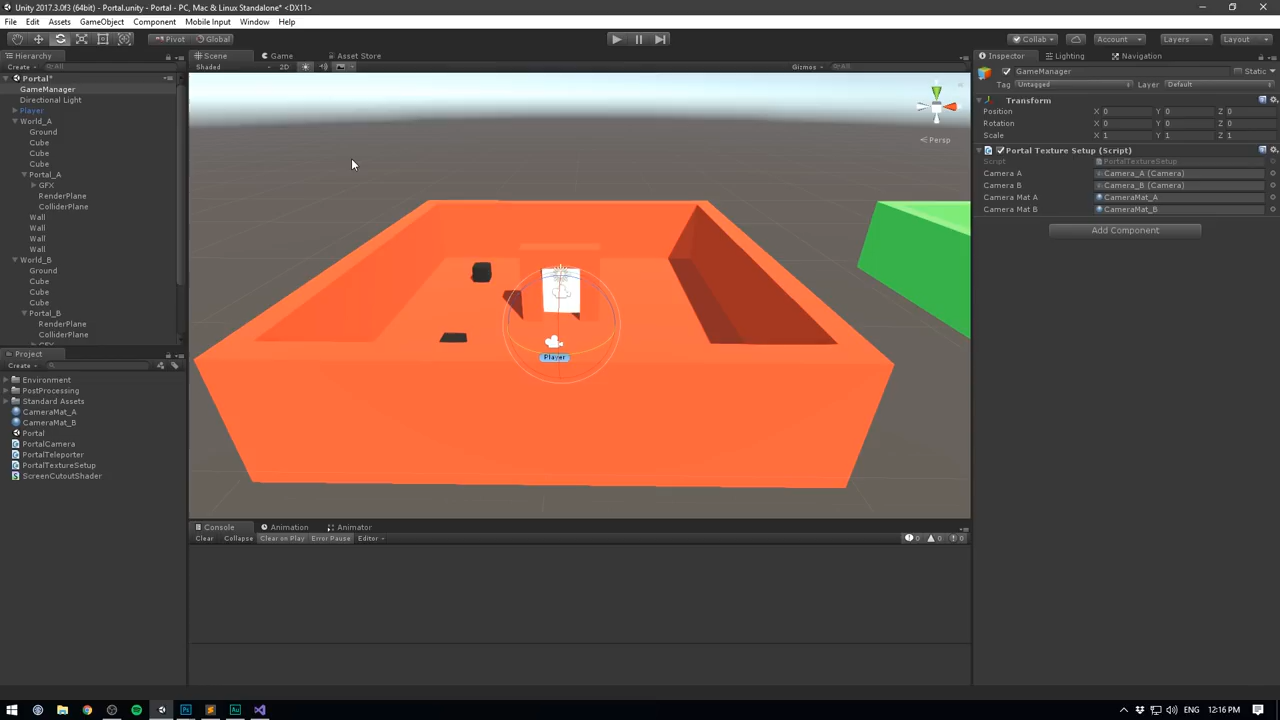 Unity 2017.3.0f3 (64bit) - Portal.unity - Portal - PC, Mac & Linux Standalone* <DX11>
File Edit Assets GameObject Component Mobile Input Window Help
Pivot Global Collab Account Layers Layout
Hierarchy
Create All
Portal*
GameManager
Directional Light
Player
World_A
Ground
Cube
Cube
Cube
Portal_A
GFX
RenderPlane
ColliderPlane
Wall
Wall
Wall
Wall
World_B
Ground
Cube
Cube
Cube
Portal_B
RenderPlane
ColliderPlane
Project
Create
Environment
PostProcessing
Standard Assets
CameraMat_A
CameraMat_B
Portal
PortalCamera
PortalTeleporter
PortalTextureSetup
ScreenCutoutShader
Scene Game Asset Store
Shaded 2D Gizmos All
Persp
Player
Console Animation Animator
Clear Collapse Clear on Play Error Pause Editor 0 0 0
Inspector Lighting Navigation
GameManager Static
Tag Untagged Layer Default
Transform
Position X 0 Y 0 Z 0
Rotation X 0 Y 0 Z 0
Scale X 1 Y 1 Z 1
Portal Texture Setup (Script)
Script PortalTextureSetup
Camera A Camera_A (Camera)
Camera B Camera_B (Camera)
Camera Mat A CameraMat_A
Camera Mat B CameraMat_B
Add Component
12:16 PM